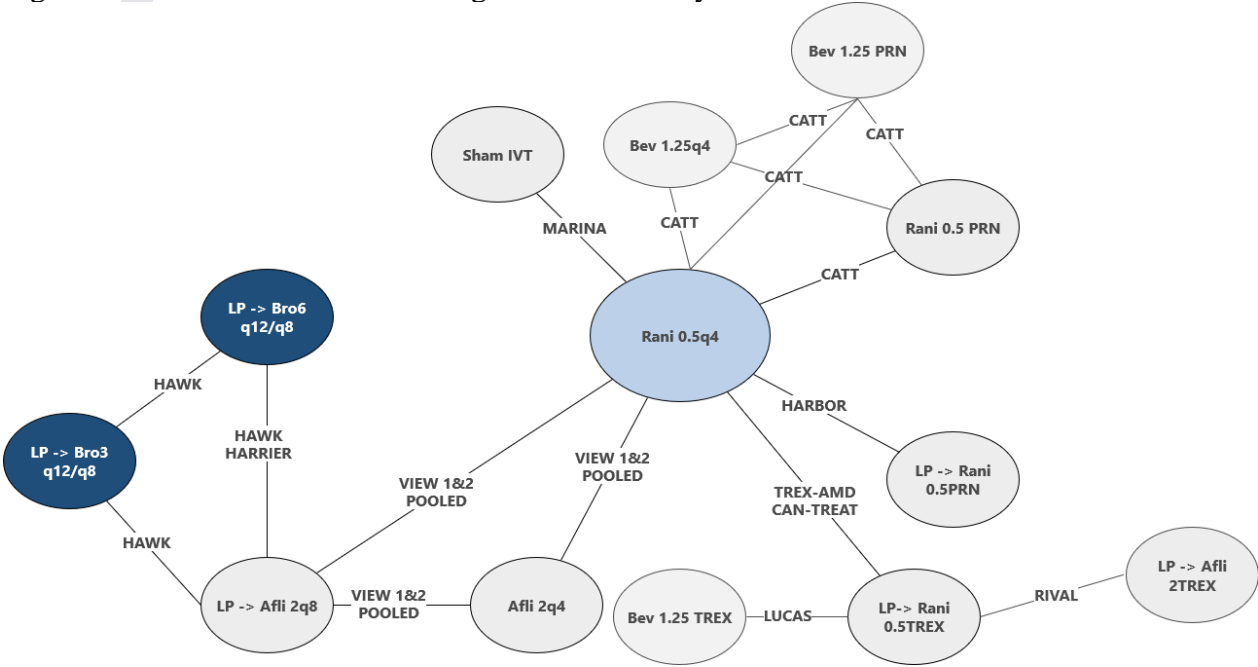 Bev 1.25 PRN
CATT
CATT
Bev 1.25q4
Sham IVT
CATT
Rani 0.5 PRN
CATT
MARINA
CATT
LP -> Bro6
q12/q8
Rani 0.5q4
HAWK
HARBOR
HAWK
HARRIER
LP -> Bro3
q12/q8
VIEW 1&2
POOLED
VIEW 1&2
POOLED
LP -> Rani
0.5PRN
TREX-AMD
CAN-TREAT
HAWK
LP -> Afli
2TREX
RIVAL
LP -> Afli 2q8
VIEW 1&2
POOLED
Afli 2q4
Bev 1.25 TREX
LUCAS
LP-> Rani
0.5TREX